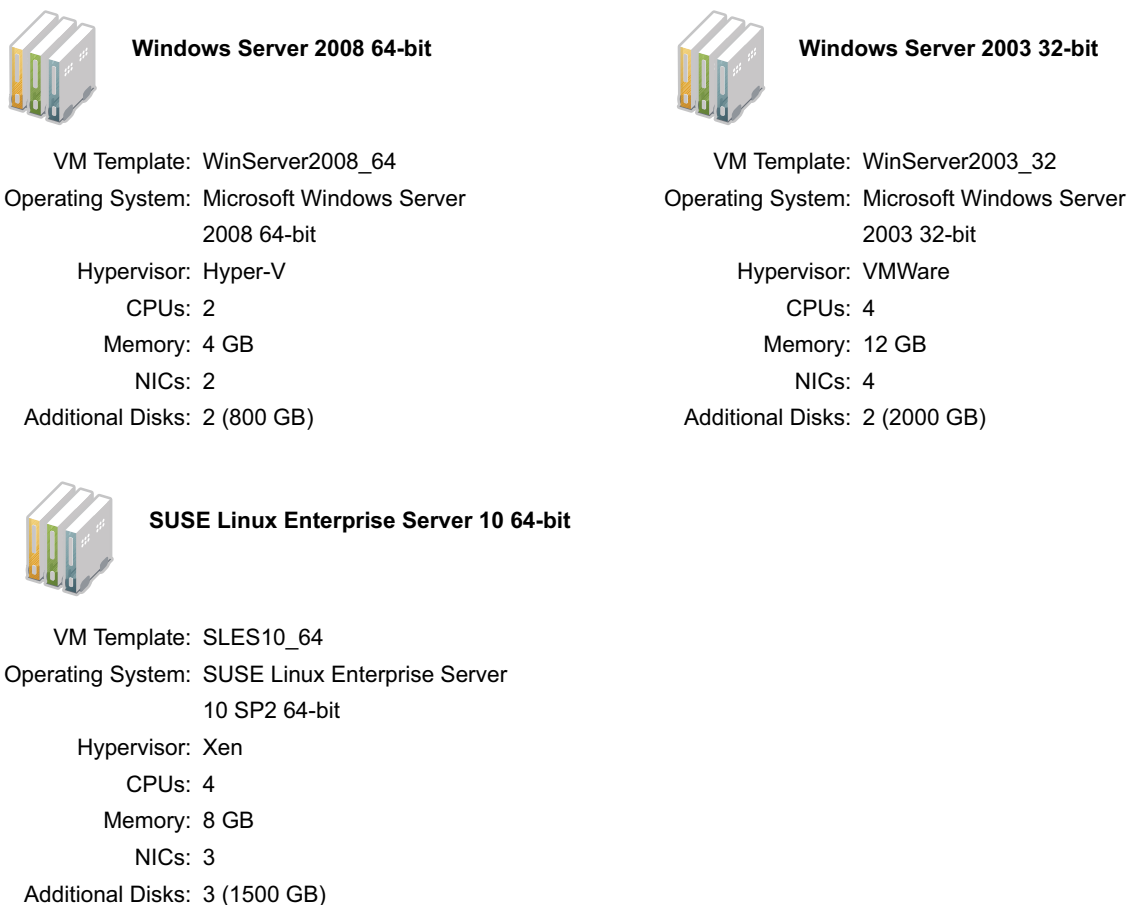 Windows Server 2008 64-bit
VM Template: WinServer2008_64
Operating System: Microsoft Windows Server
2008 64-bit
Hypervisor: Hyper-V
CPUs: 2
Memory: 4 GB
NICs: 2
Additional Disks: 2 (800 GB)
Windows Server 2003 32-bit
VM Template: WinServer2003_32
Operating System: Microsoft Windows Server
2003 32-bit
Hypervisor: VMWare
CPUs: 4
Memory: 12 GB
NICs: 4
Additional Disks: 2 (2000 GB)
SUSE Linux Enterprise Server 10 64-bit
VM Template: SLES10_64
Operating System: SUSE Linux Enterprise Server
10 SP2 64-bit
Hypervisor: Xen
CPUs: 4
Memory: 8 GB
NICs: 3
Additional Disks: 3 (1500 GB)